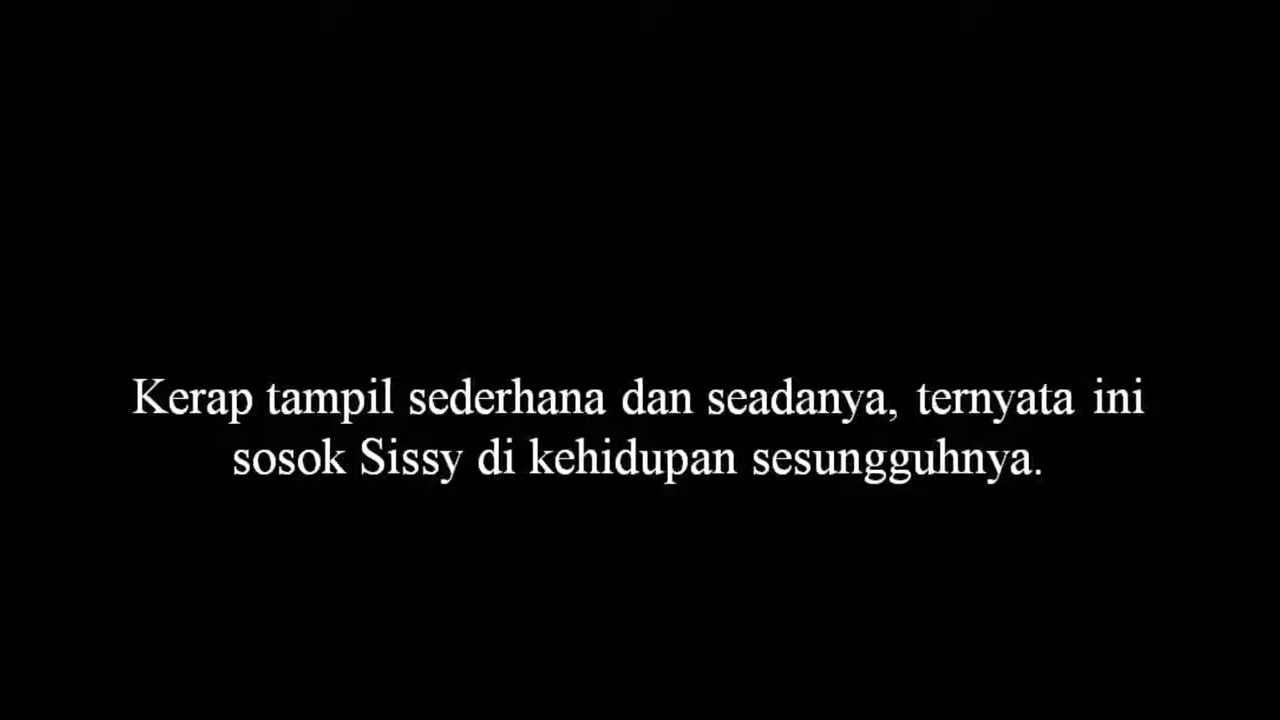 Kerap tampil sederhana dan seadanya, ternyata ini
sosok Sissy di kehidupan sesungguhnya.